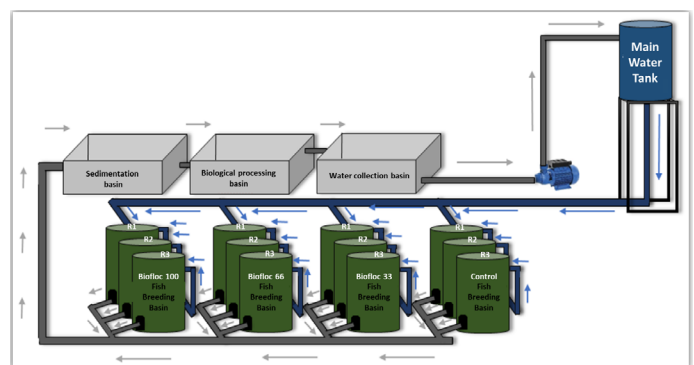 Main
Water
Tank
Sedimentation
basin
Biological processing
basin
Water collection basin
R1
R2
R3
Biofloc 100
Fish
Breeding
Basin
R1
R2
R3
Biofloc 66
Fish
Breeding
Basin
R1
R2
R3
Biofloc 33
Fish
Breeding
Basin
R1
R2
R3
Control
Fish
Breeding
Basin